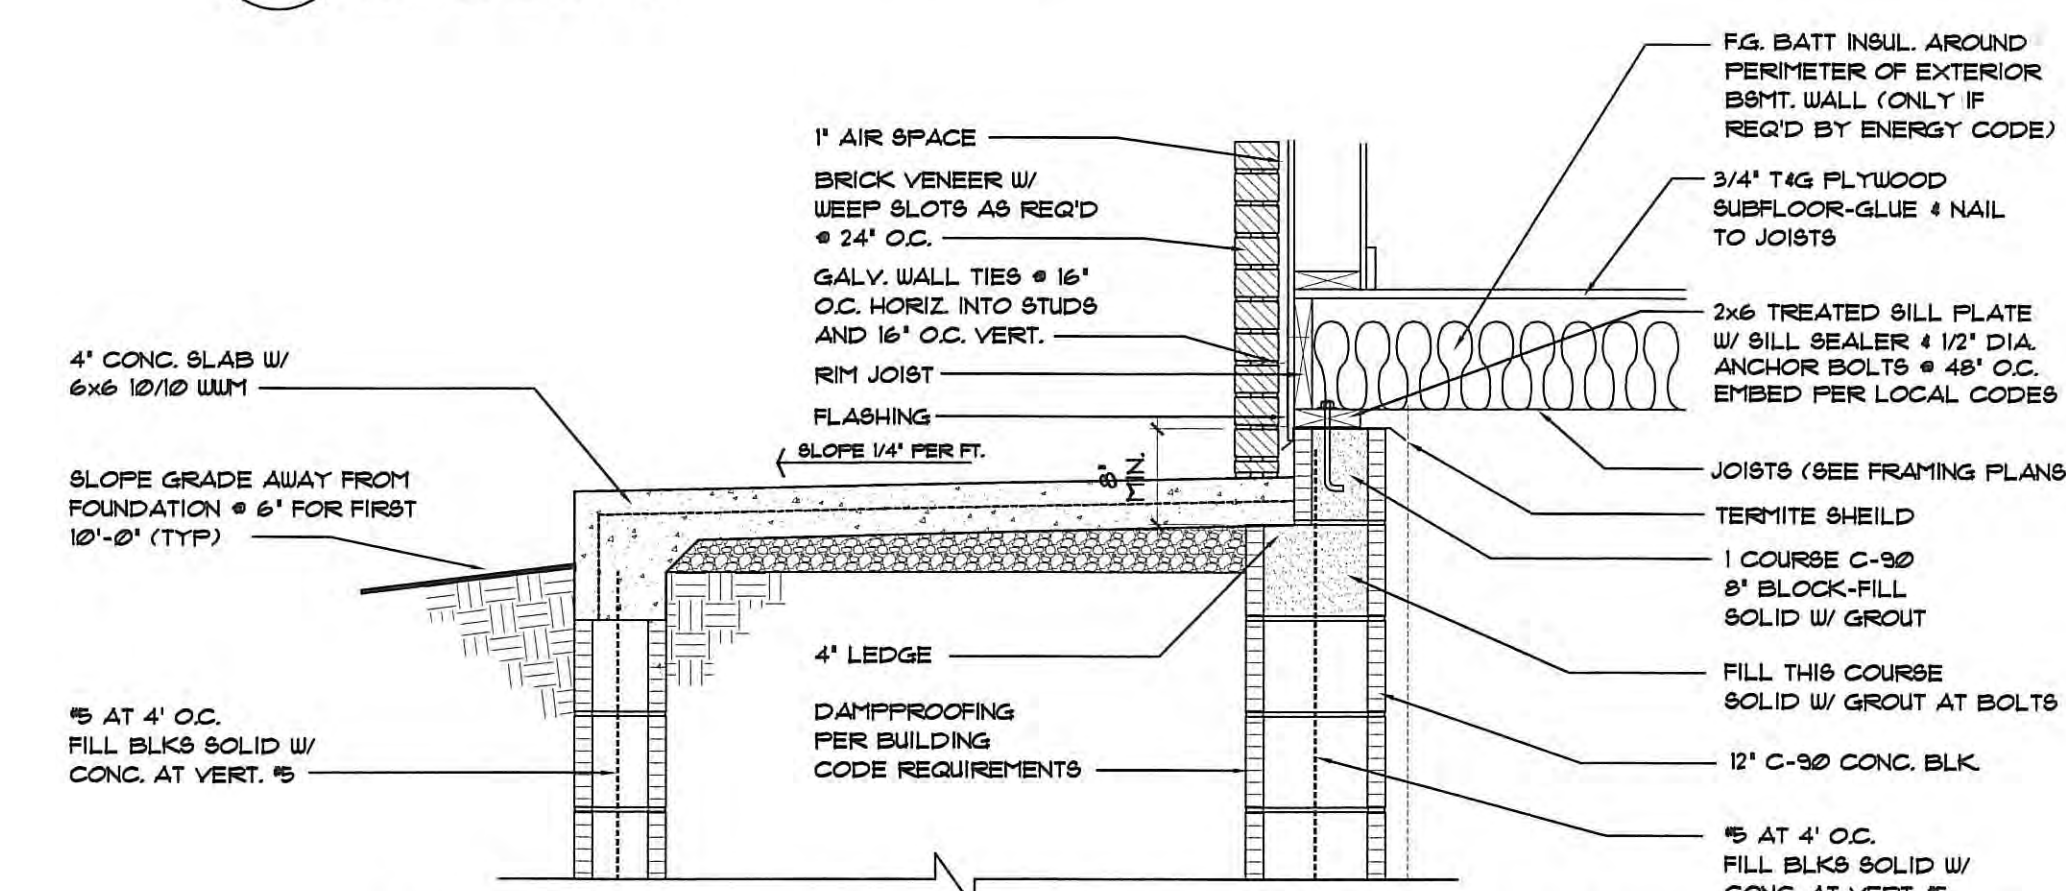 F.G. BATT INSUL. AROUND
PERIMETER OF EXTERIOR
BSMT. WALL (ONLY IF
REQ'D BY ENERGY CODE)
1" AIR SPACE
BRICK VENEER W/
WEEP SLOTS AS REQ'D
@ 24" O.C.
GALV. WALL TIES @ 16"
O.C. HORIZ. INTO STUDS
AND 16" O.C. VERT.
RIM JOIST
FLASHING
SLOPE 1/4" PER FT.
8"
MIN.
3/4" T&G PLYWOOD
SUBFLOOR-GLUE & NAIL
TO JOISTS
2x6 TREATED SILL PLATE
W/ SILL SEALER & 1/2" DIA.
ANCHOR BOLTS @ 48" O.C.
EMBED PER LOCAL CODES
4" CONC. SLAB W/
6x6 10/10 WWM
SLOPE GRADE AWAY FROM
FOUNDATION @ 6" FOR FIRST
10'-0" (TYP)
JOISTS (SEE FRAMING PLANS
TERMITE SHEILD
1 COURSE C-90
8" BLOCK-FILL
SOLID W/ GROUT
4" LEDGE
FILL THIS COURSE
SOLID W/ GROUT AT BOLTS
#5 AT 4' O.C.
FILL BLKS SOLID W/
CONC. AT VERT. #5
DAMPPROOFING
PER BUILDING
CODE REQUIREMENTS
12" C-90 CONC. BLK.
#5 AT 4' O.C.
FILL BLKS SOLID W/
CONC. AT VERT. #5